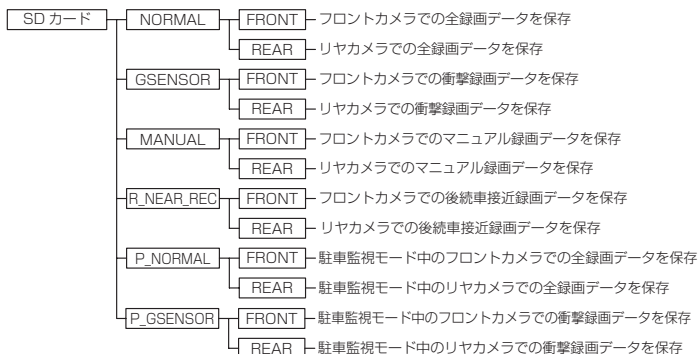 SD カード NORMAL FRONT フロントカメラでの全録画データを保存
REAR リヤカメラでの全録画データを保存
GSENSOR FRONT フロントカメラでの衝撃録画データを保存
REAR リヤカメラでの衝撃録画データを保存
MANUAL FRONT フロントカメラでのマニュアル録画データを保存
REAR リヤカメラでのマニュアル録画データを保存
R_NEAR_REC FRONT フロントカメラでの後続車接近録画データを保存
REAR リヤカメラでの後続車接近録画データを保存
P_NORMAL FRONT 駐車監視モード中のフロントカメラでの全録画データを保存
REAR 駐車監視モード中のリヤカメラでの全録画データを保存
P_GSENSOR FRONT 駐車監視モード中のフロントカメラでの衝撃録画データを保存
REAR 駐車監視モード中のリヤカメラでの衝撃録画データを保存